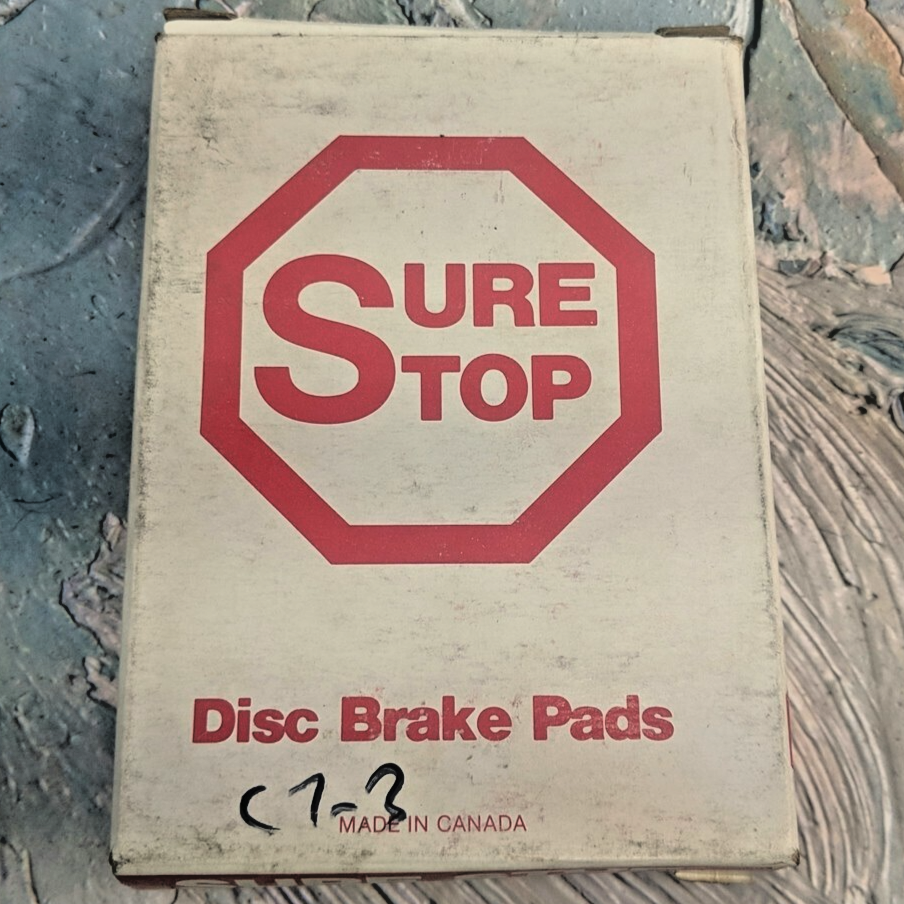 SURE
STOP
Disc Brake Pads
C7-3
MADE IN CANADA